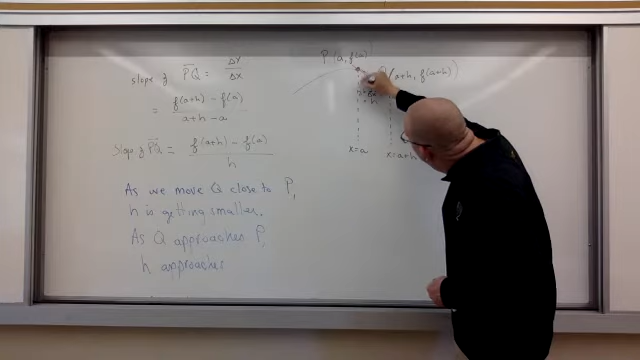 slope of PQ = Δy / Δx
= f(a+h) - f(a) / a+h-a
slope of PQ = f(a+h) - f(a) / h
As we move Q close to P,
h is getting smaller.
As Q approaches P,
h approaches
P (a, f(a))
Q (a+h, f(a+h))
h
x=a
x=a+h